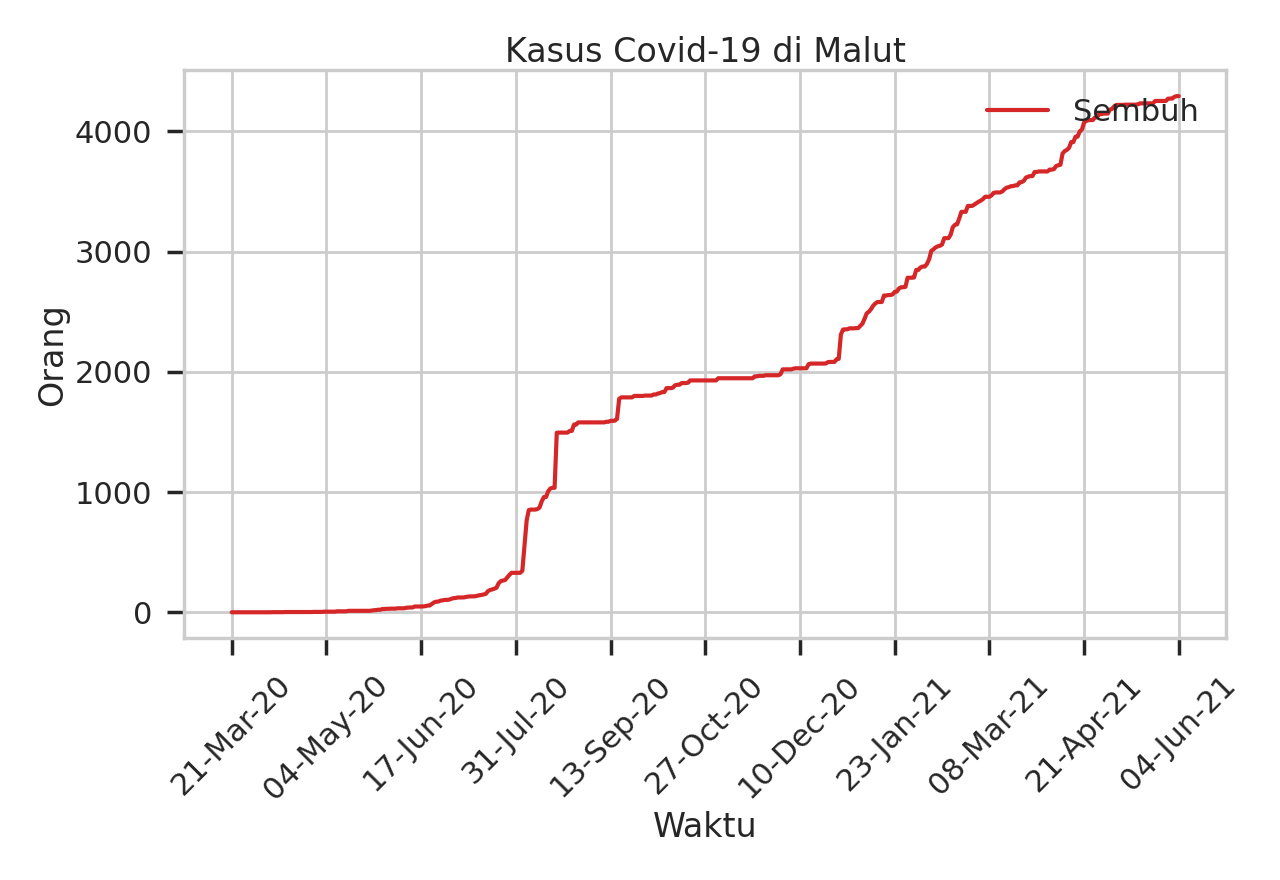 Kasus Covid-19 di Malut
Sembuh
4000
3000
2000
1000
0
Orang
21-Mar-20
04-May-20
17-Jun-20
31-Jul-20
13-Sep-20
27-Oct-20
10-Dec-20
23-Jan-21
08-Mar-21
21-Apr-21
04-Jun-21
Waktu